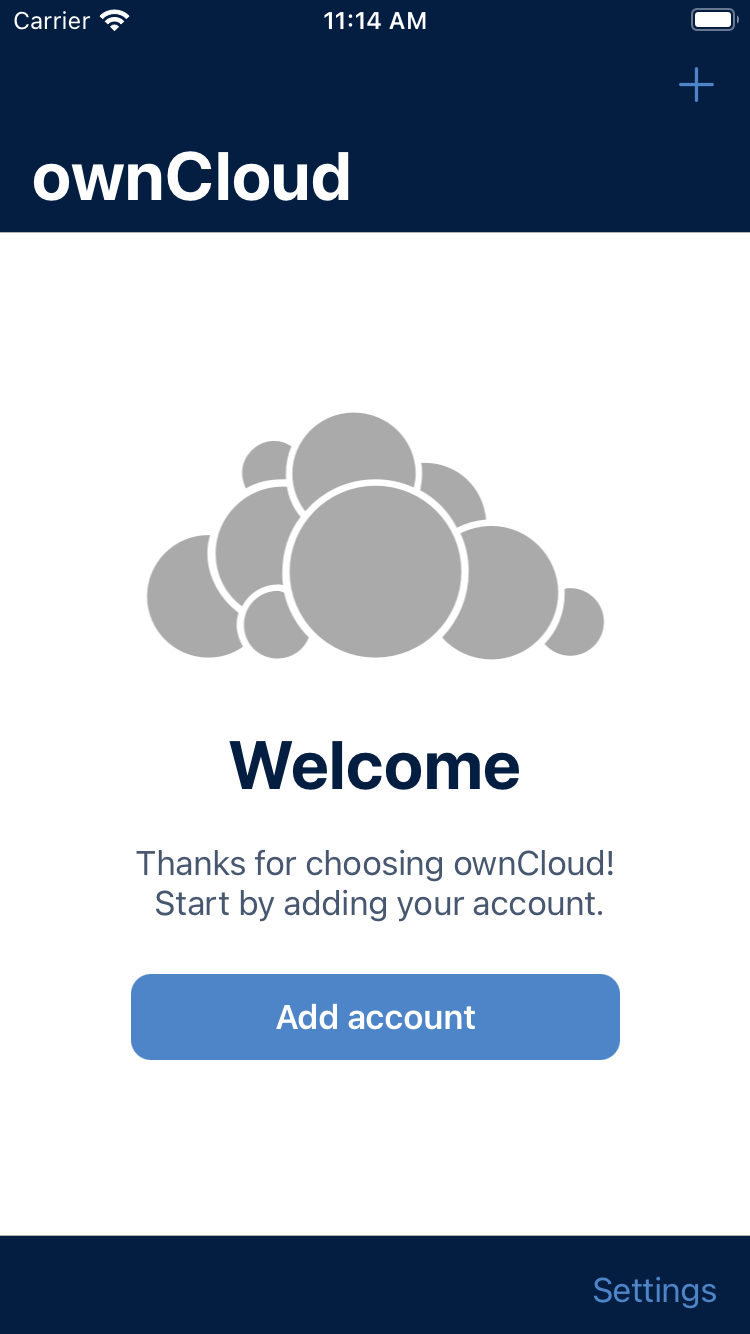 Carrier
11:14 AM
ownCloud
Welcome
Thanks for choosing ownCloud!
Start by adding your account.
Add account
Settings